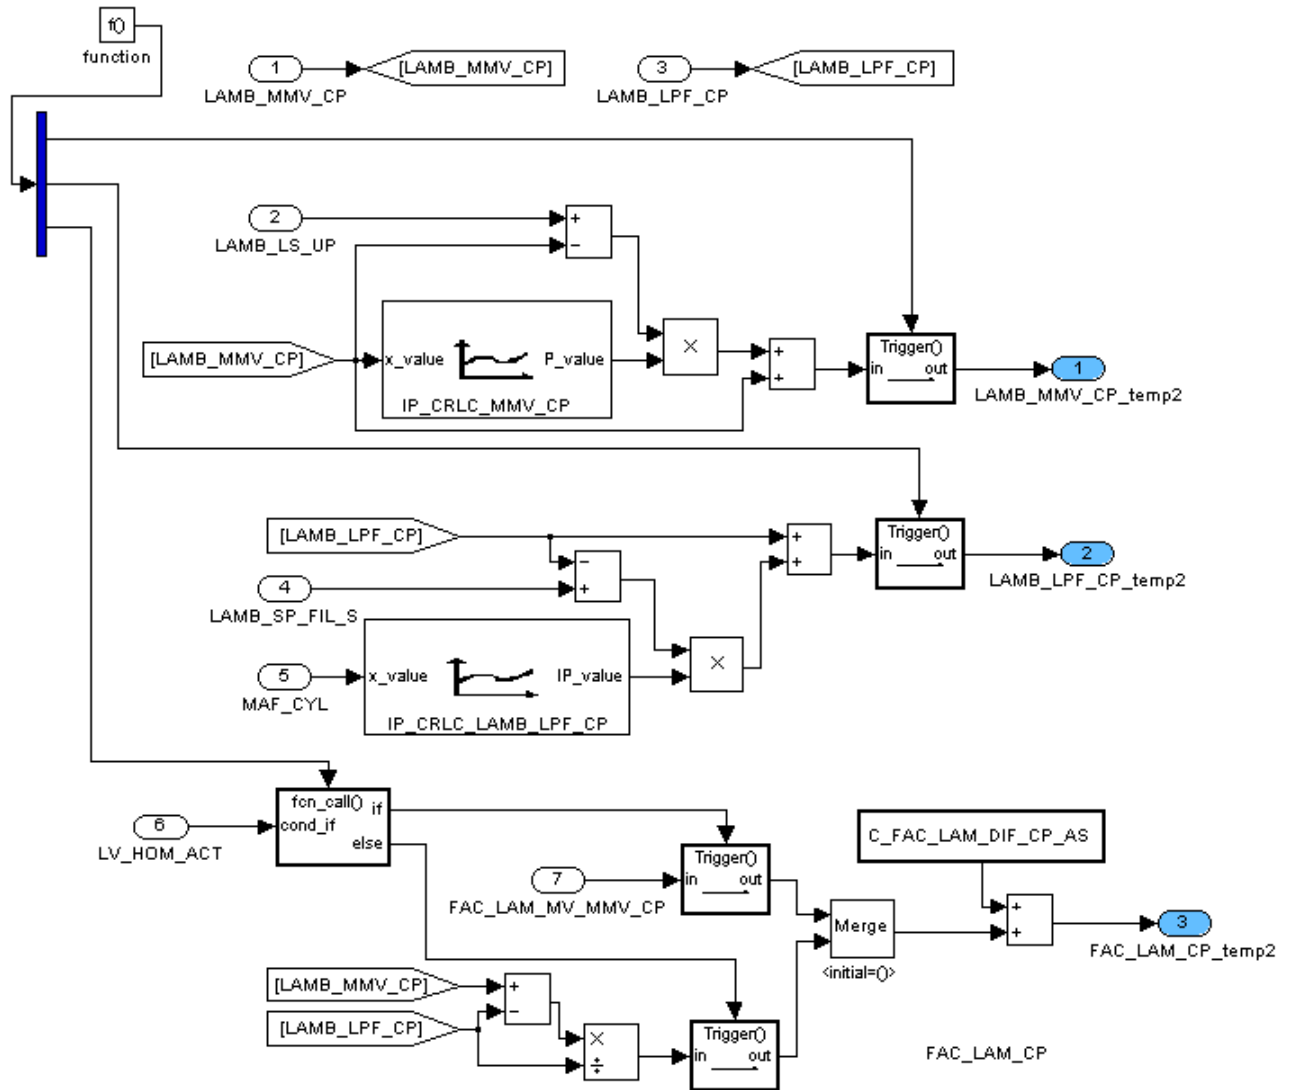 f()
function
1
[LAMB_MMV_CP]
3
[LAMB_LPF_CP]
LAMB_MMV_CP
LAMB_LPF_CP
2
+
−
LAMB_LS_UP
[LAMB_MMV_CP]
x_value
P_value
IP_CRLC_MMV_CP
×
+
+
Trigger()
in
out
1
LAMB_MMV_CP_temp2
[LAMB_LPF_CP]
−
+
4
LAMB_SP_FIL_S
+
+
Trigger()
in
out
2
LAMB_LPF_CP_temp2
5
MAF_CYL
x_value
IP_value
IP_CRLC_LAMB_LPF_CP
×
fcn_call()
if
cond_if
else
6
LV_HOM_ACT
7
FAC_LAM_MV_MMV_CP
Trigger()
in
out
C_FAC_LAM_DIF_CP_AS
Merge
<initial=()>
+
+
3
FAC_LAM_CP_temp2
[LAMB_MMV_CP]
[LAMB_LPF_CP]
+
−
×
÷
Trigger()
in
out
FAC_LAM_CP